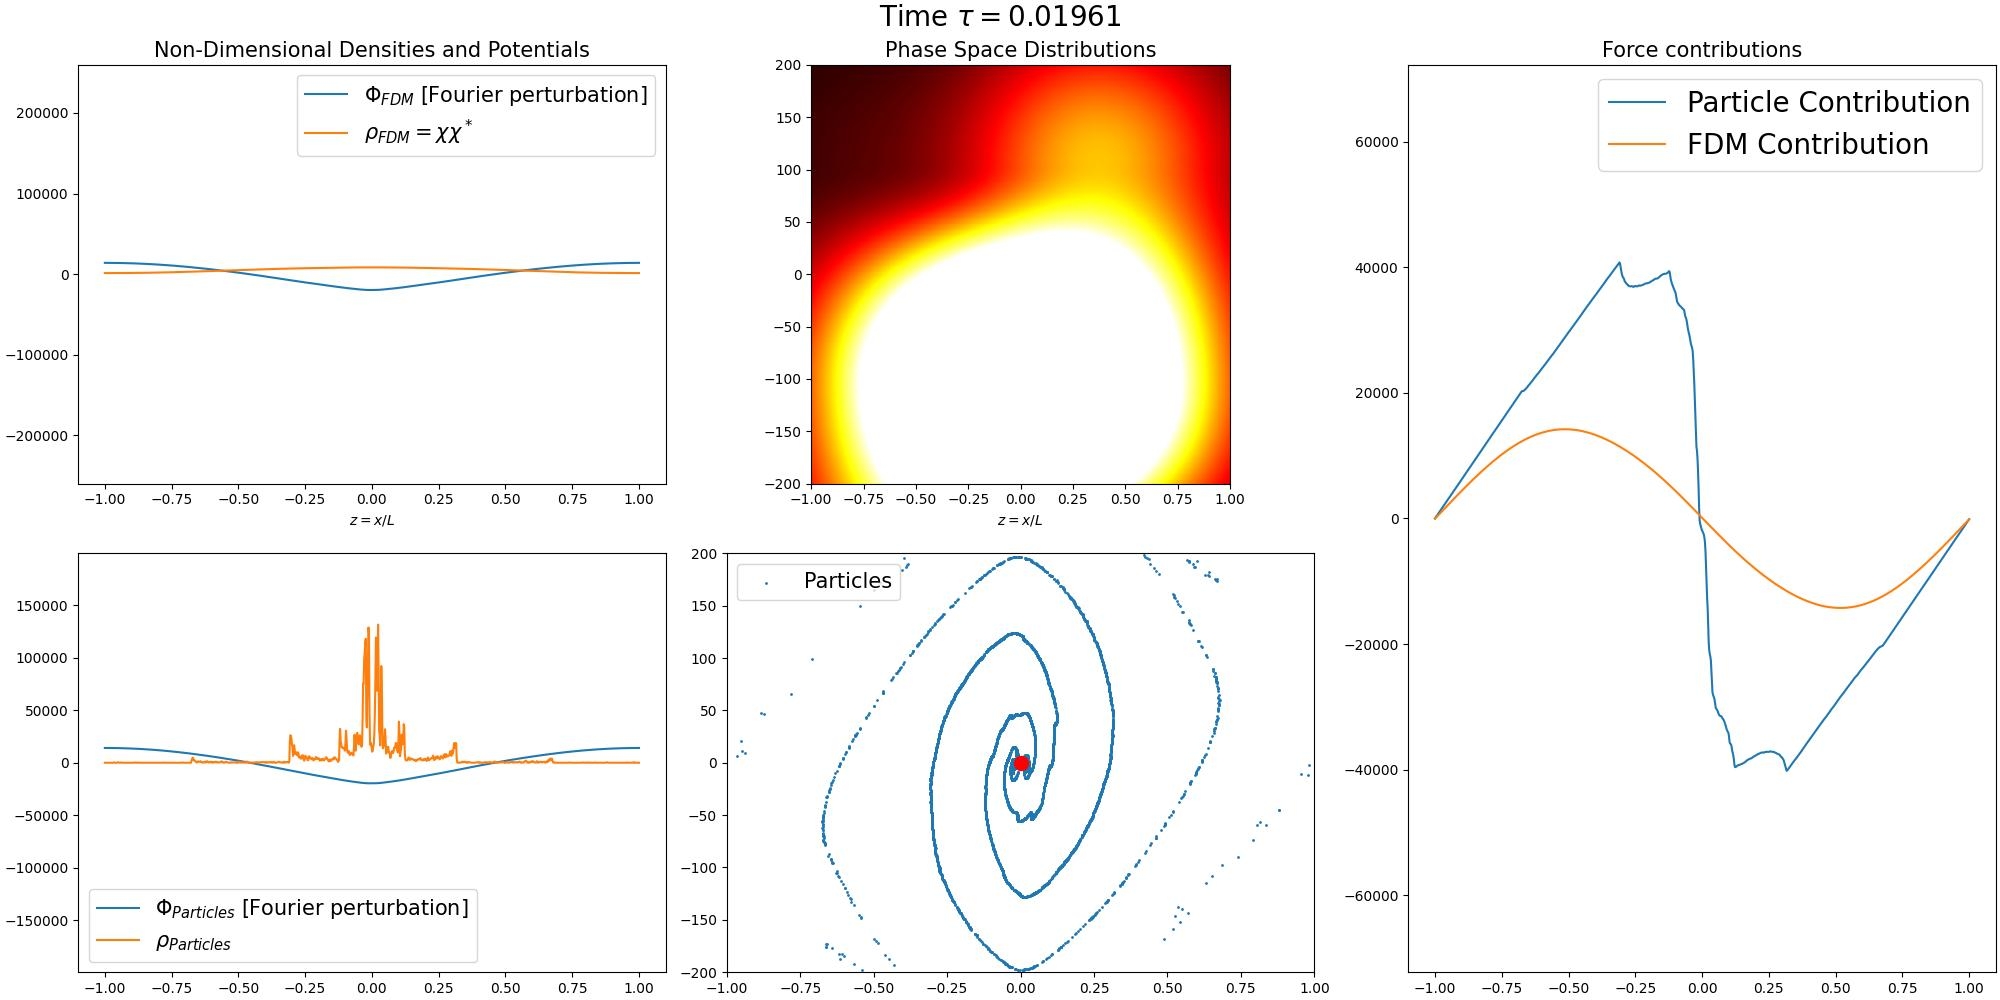 Time τ = 0.01961
Non-Dimensional Densities and Potentials
200000
100000
0
−100000
−200000
Φ_FDM [Fourier perturbation]
ρ_FDM = χχ*
−1.00 −0.75 −0.50 −0.25 0.00 0.25 0.50 0.75 1.00
z = x/L
Phase Space Distributions
200
150
100
50
0
−50
−100
−150
−200
−1.00 −0.75 −0.50 −0.25 0.00 0.25 0.50 0.75 1.00
z = x/L
Force contributions
Particle Contribution
FDM Contribution
60000
40000
20000
0
−20000
−40000
−60000
−1.00 −0.75 −0.50 −0.25 0.00 0.25 0.50 0.75 1.00
150000
100000
50000
0
−50000
−100000
−150000
Φ_Particles [Fourier perturbation]
ρ_Particles
−1.00 −0.75 −0.50 −0.25 0.00 0.25 0.50 0.75 1.00
Particles
200
150
100
50
0
−50
−100
−150
−200
−1.00 −0.75 −0.50 −0.25 0.00 0.25 0.50 0.75 1.00